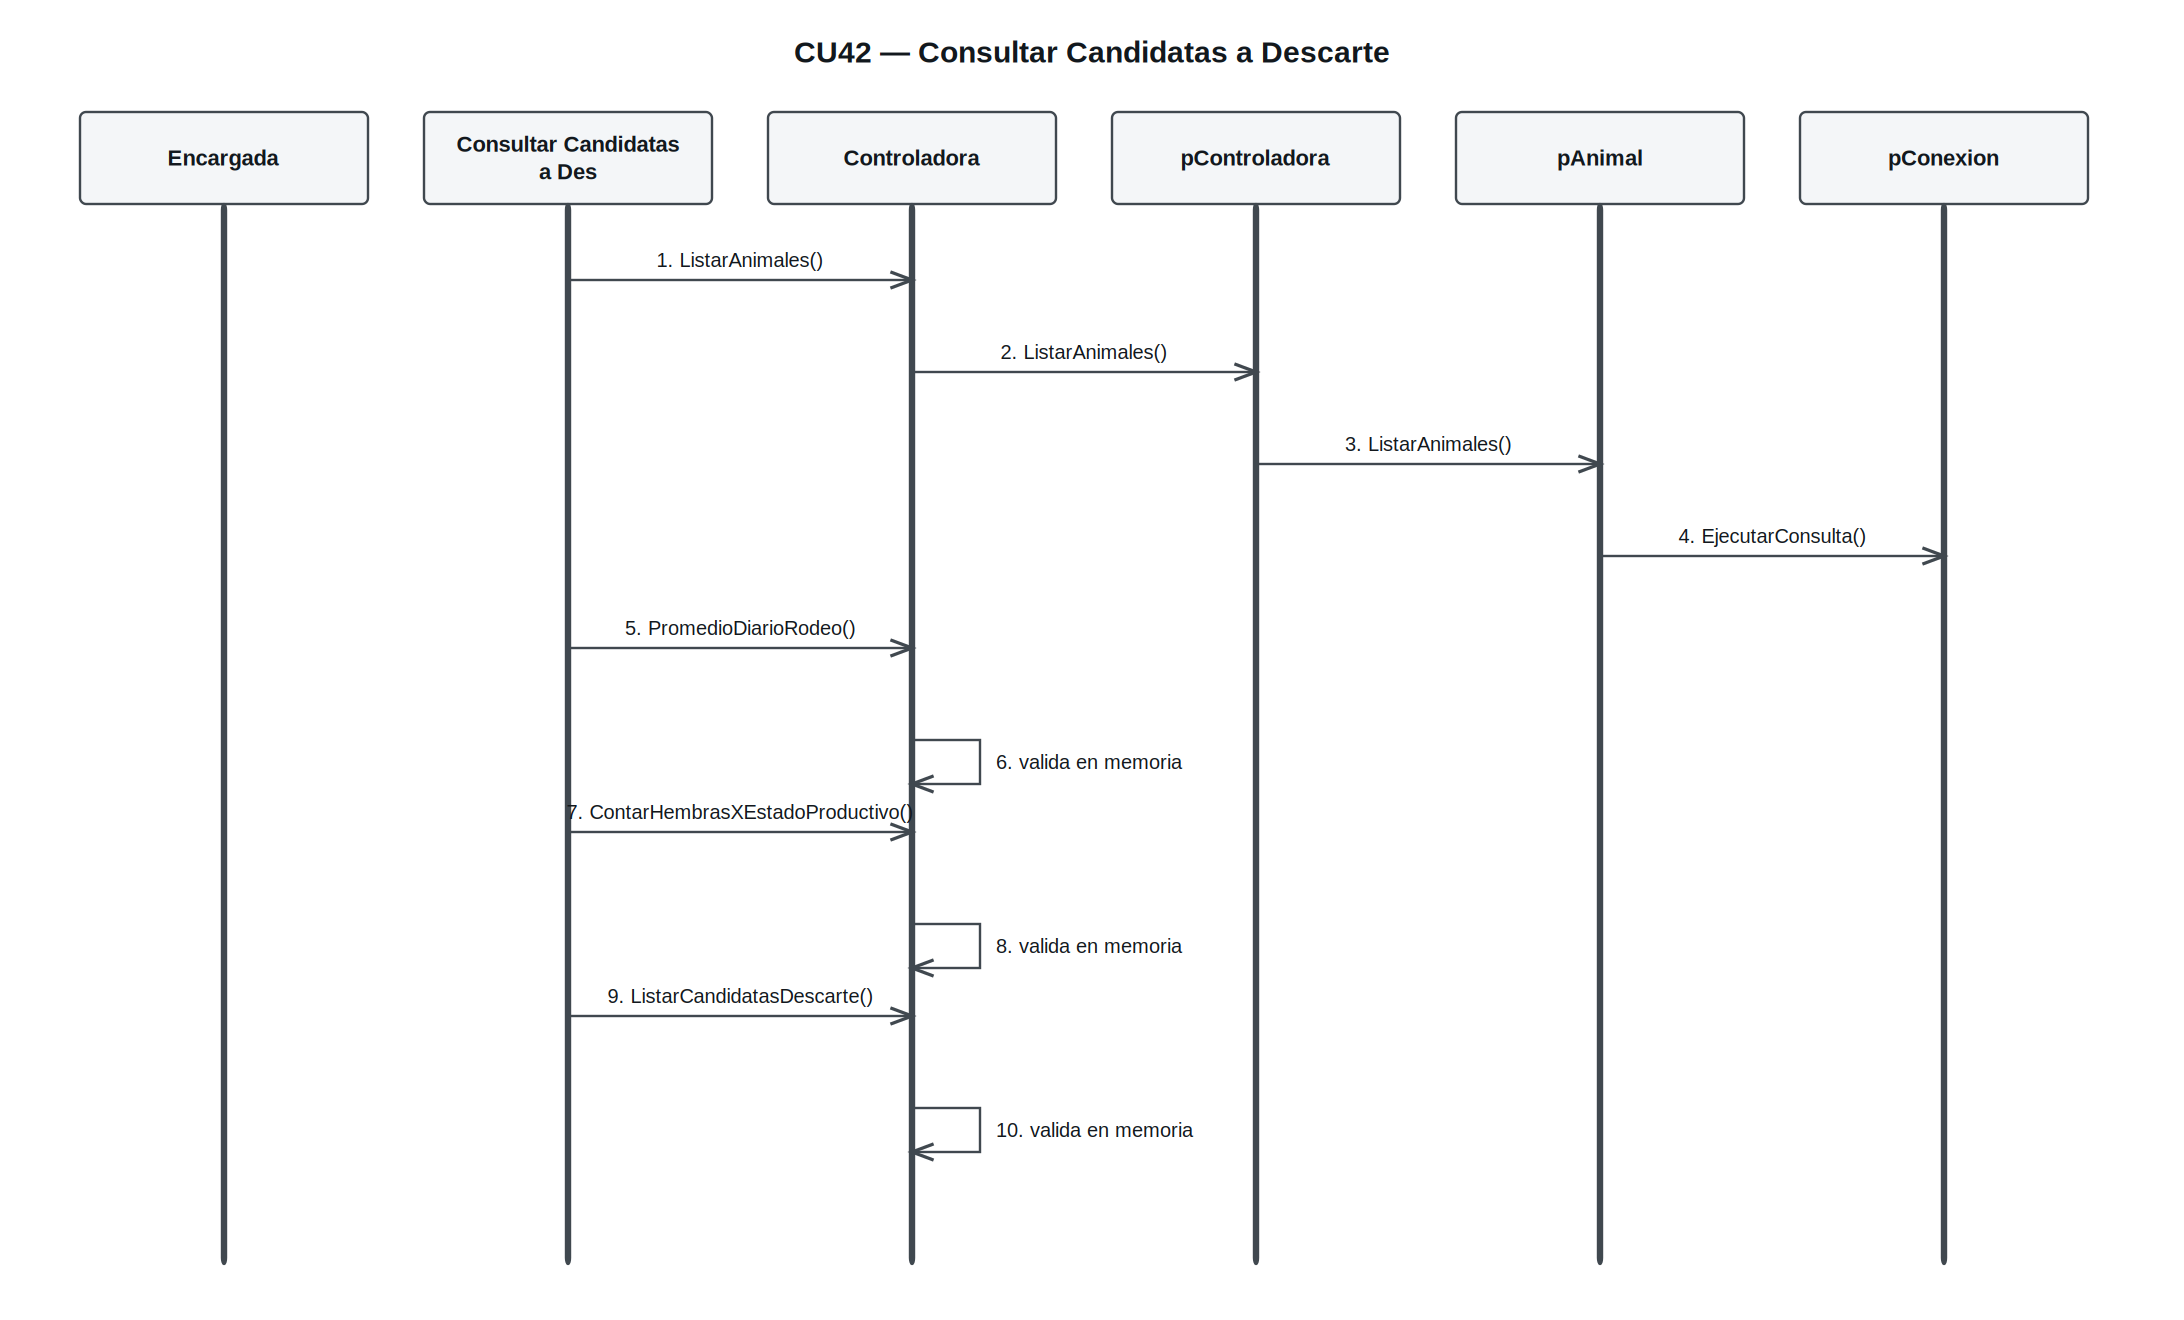 CU42 — Consultar Candidatas a Descarte
Encargada
Consultar Candidatas
a Des
Controladora
pControladora
pAnimal
pConexion
1. ListarAnimales()
2. ListarAnimales()
3. ListarAnimales()
4. EjecutarConsulta()
5. PromedioDiarioRodeo()
6. valida en memoria
7. ContarHembrasXEstadoProductivo()
8. valida en memoria
9. ListarCandidatasDescarte()
10. valida en memoria